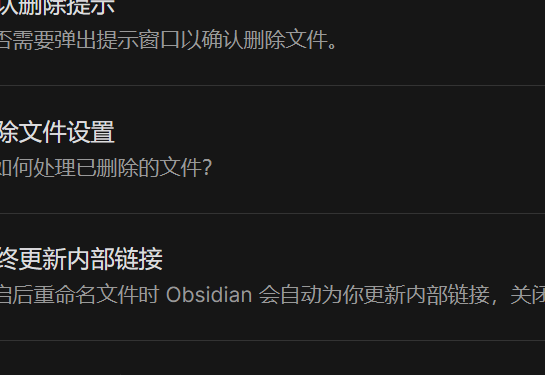 认删除提示
否需要弹出提示窗口以确认删除文件。
除文件设置
如何处理已删除的文件？
终更新内部链接
启后重命名文件时 Obsidian 会自动为你更新内部链接，关闭